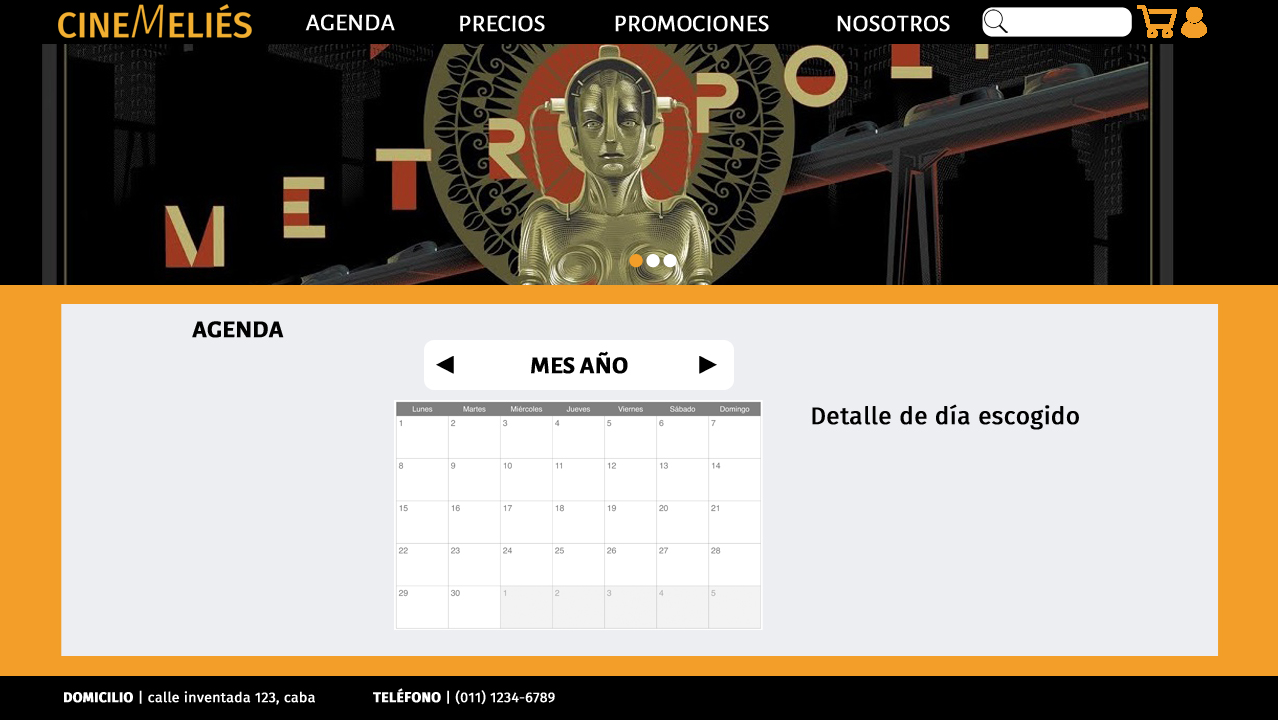 CINEMELIÉS AGENDA PRECIOS PROMOCIONES NOSOTROS
METROPOLI
AGENDA
MES AÑO
Lunes Martes Miércoles Jueves Viernes Sábado Domingo
1 2 3 4 5 6 7
8 9 10 11 12 13 14
15 16 17 18 19 20 21
22 23 24 25 26 27 28
29 30 1 2 3 4 5
Detalle de día escogido
DOMICILIO | calle inventada 123, caba TELÉFONO | (011) 1234-6789